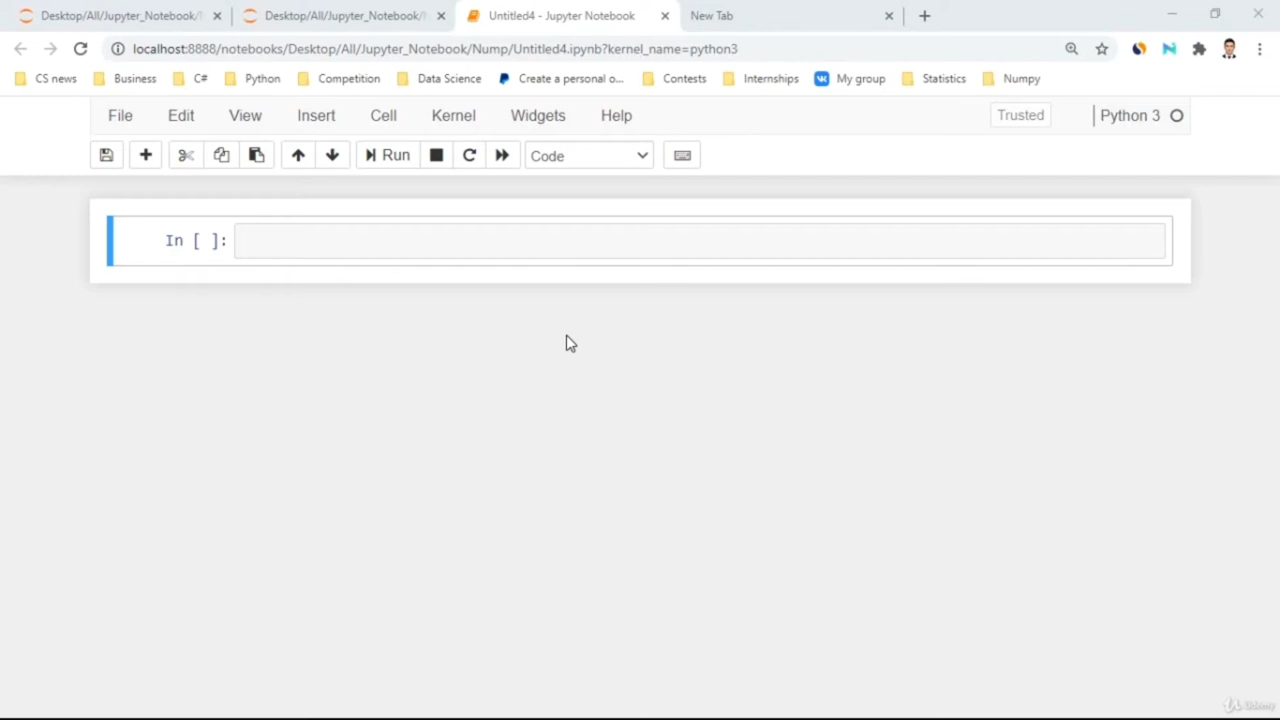 Desktop/All/Jupyter_Notebook/ Desktop/All/Jupyter_Notebook/ Untitled4 - Jupyter Notebook New Tab
localhost:8888/notebooks/Desktop/All/Jupyter_Notebook/Nump/Untitled4.ipynb?kernel_name=python3
CS news Business C# Python Competition Data Science Create a personal o... Contests Internships My group Statistics Numpy
File Edit View Insert Cell Kernel Widgets Help Trusted Python 3
Run Code
In [ ]:
Udemy